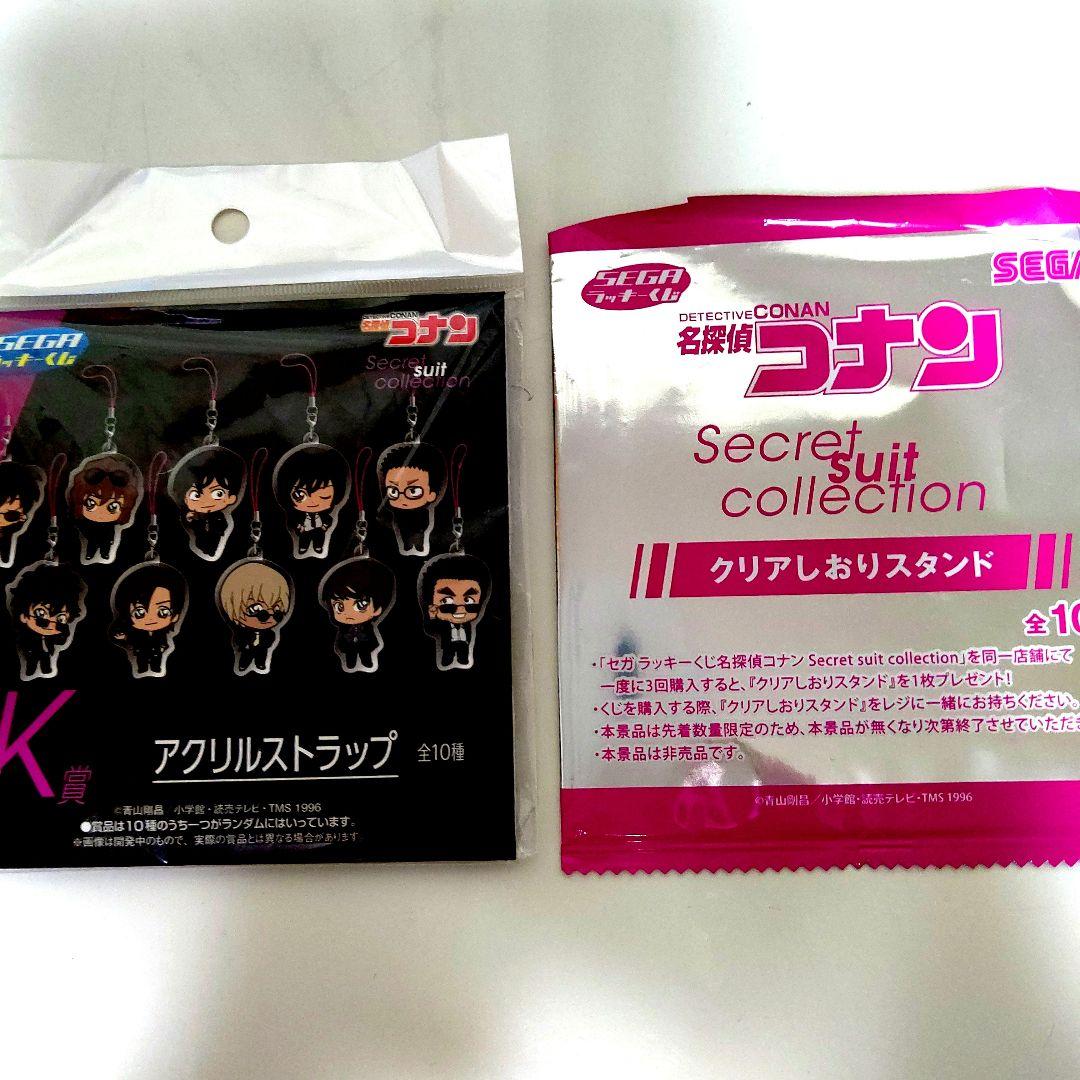 SEGA
ラッキーくじ
DETECTIVE CONAN
名探偵コナン
Secret
suit
collection
K賞
アクリルストラップ 全10種
©青山剛昌 小学館・読売テレビ・TMS 1996
●賞品は10種のうち一つがランダムにはいっています。
※画像は開発中のもので、実際の賞品とは異なる場合があります。
SEGA
ラッキーくじ
SEGA
DETECTIVE CONAN
名探偵コナン
Secret
suit
collection
クリアしおりスタンド
全10
・「セガ ラッキーくじ名探偵コナン Secret suit collection」を同一店舗にて
一度に3回購入すると、『クリアしおりスタンド』を1枚プレゼント!
・くじを購入する際、『クリアしおりスタンド』をレジに一緒にお持ちください。
・本景品は先着数量限定のため、本景品が無くなり次第終了させていただき
・本景品は非売品です。
©青山剛昌/小学館・読売テレビ・TMS 1996